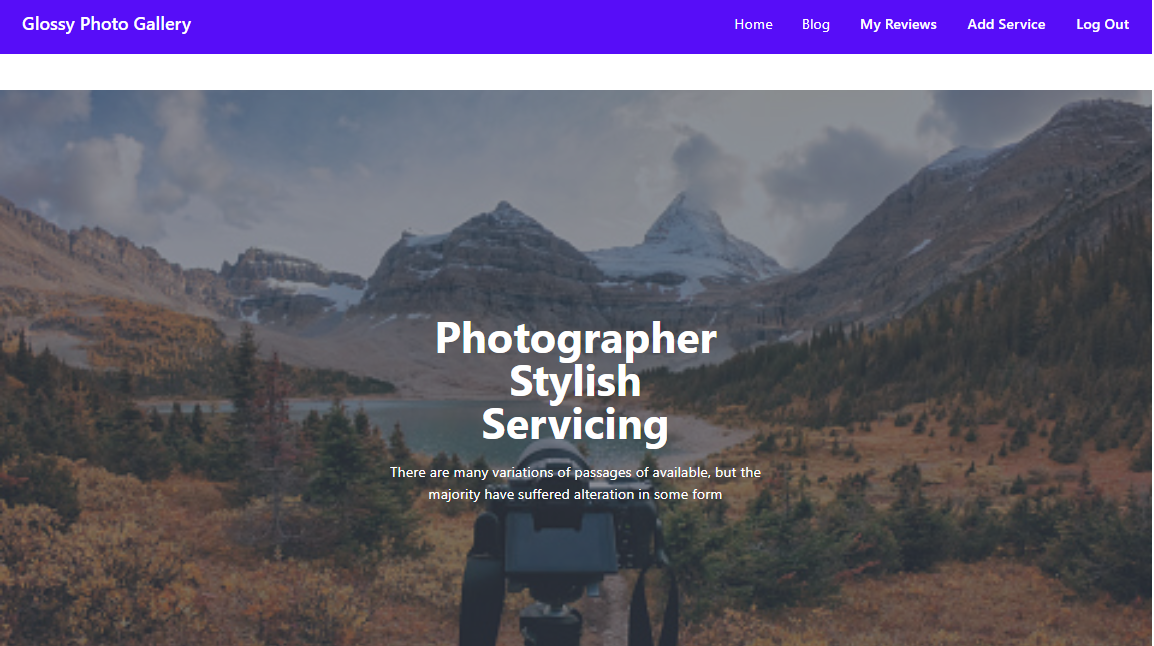 Glossy Photo Gallery
Home Blog My Reviews Add Service Log Out
Photographer
Stylish
Servicing
There are many variations of passages of available, but the
majority have suffered alteration in some form